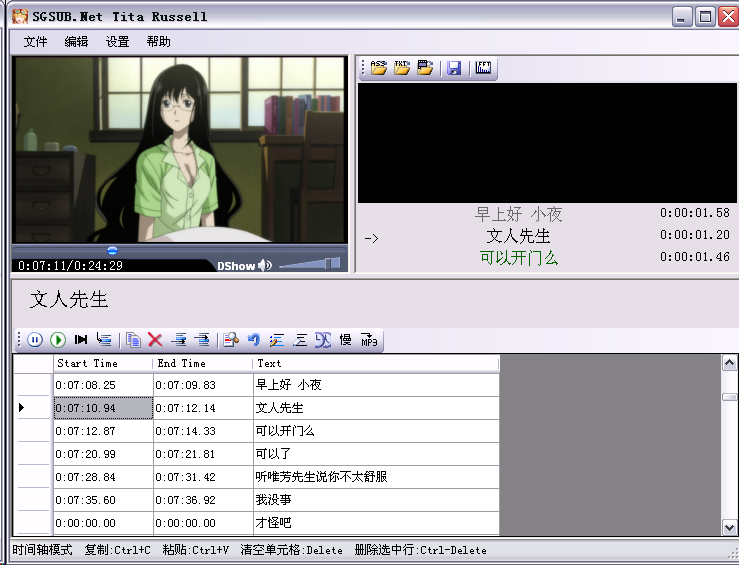 SGSUB.Net Tita Russell
文件 编辑 设置 帮助
ASS TXT
早上好 小夜 0:00:01.58
-> 文人先生 0:00:01.20
可以开门么 0:00:01.46
0:07:11/0:24:29 DShow
文人先生
慢 MP3
Start Time End Time Text
0:07:08.25 0:07:09.83 早上好 小夜
0:07:10.94 0:07:12.14 文人先生
0:07:12.87 0:07:14.33 可以开门么
0:07:20.99 0:07:21.81 可以了
0:07:28.84 0:07:31.42 听唯芳先生说你不太舒服
0:07:35.60 0:07:36.92 我没事
0:00:00.00 0:00:00.00 才怪吧
时间轴模式 复制:Ctrl+C 粘贴:Ctrl+V 清空单元格:Delete 删除选中行:Ctrl-Delete